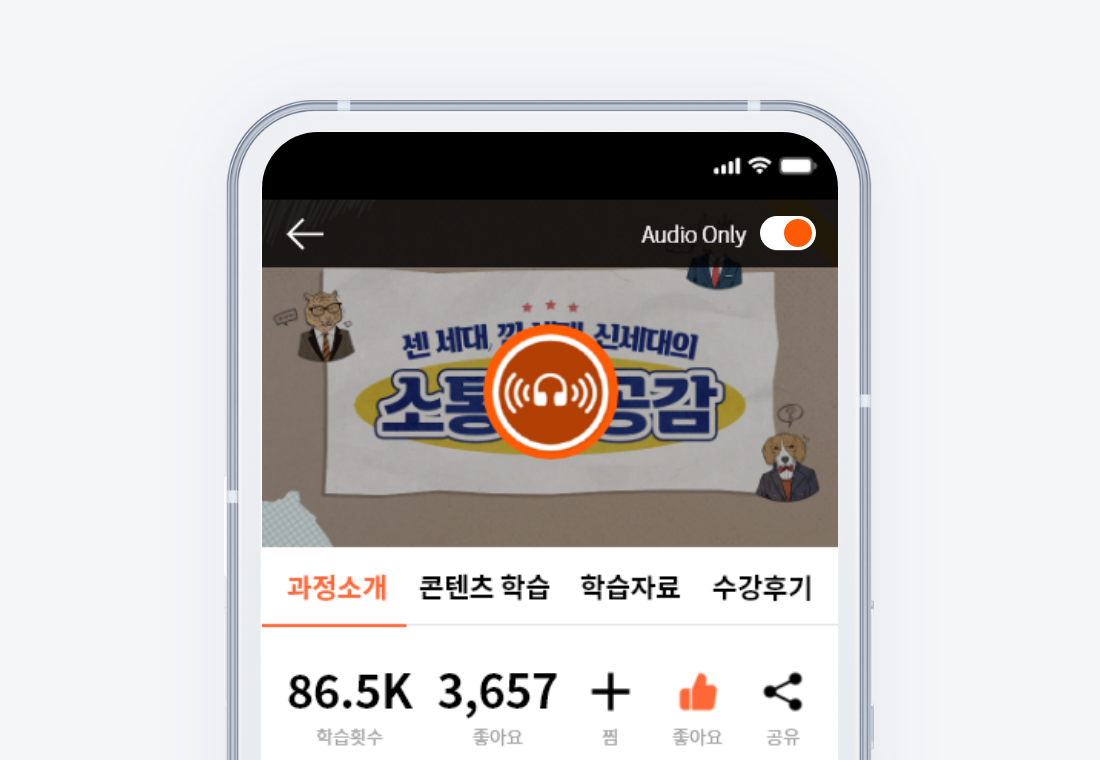 Audio Only
센 세대, 신세대의
소통 공감
과정소개 콘텐츠 학습 학습자료 수강후기
86.5K 3,657
학습횟수 좋아요 찜 좋아요 공유